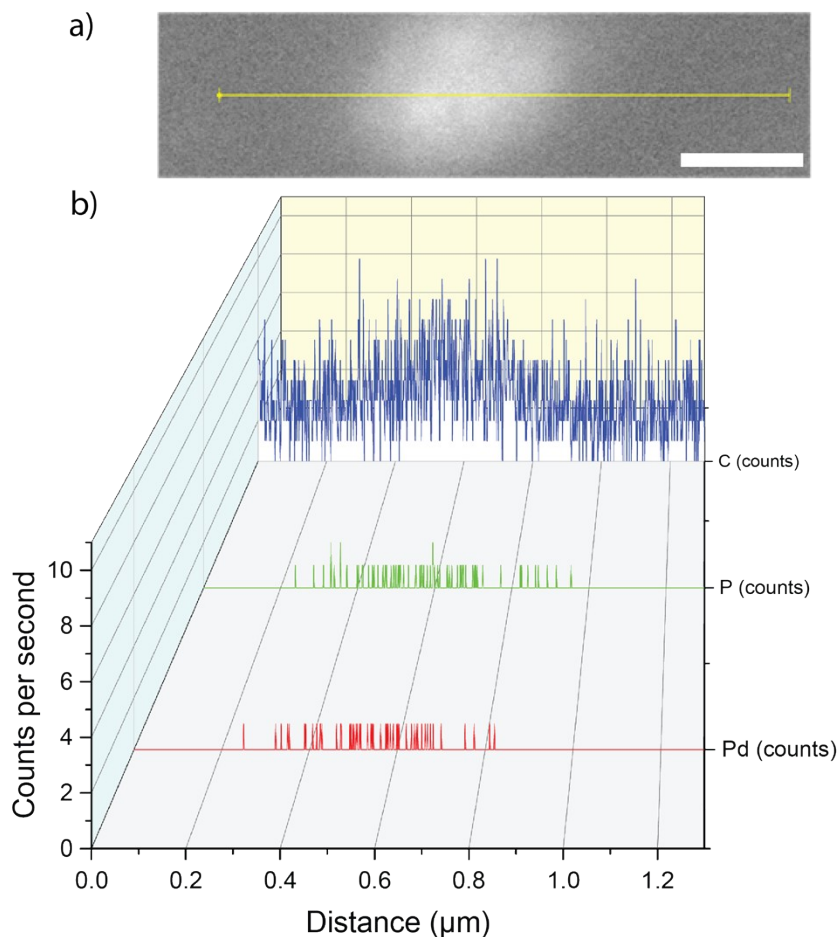 a)
b)
C (counts)
P (counts)
Pd (counts)
Counts per second
10
8
6
4
2
0
0.0 0.2 0.4 0.6 0.8 1.0 1.2
Distance (µm)